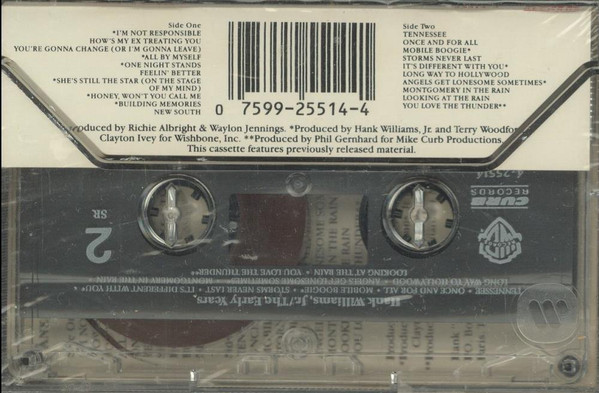 Side One
*I'M NOT RESPONSIBLE
HOW'S MY EX TREATING YOU
YOU'RE GONNA CHANGE (OR I'M GONNA LEAVE)
*ALL BY MYSELF
*ONE NIGHT STANDS
FEELIN' BETTER
*SHE'S STILL THE STAR (ON THE STAGE
OF MY MIND)
*HONEY, WON'T YOU CALL ME
*BUILDING MEMORIES
NEW SOUTH
0 7599-25514-4
Side Two
TENNESSEE
ONCE AND FOR ALL
MOBILE BOOGIE*
STORMS NEVER LAST
IT'S DIFFERENT WITH YOU*
LONG WAY TO HOLLYWOOD
ANGELS GET LONESOME SOMETIMES*
MONTGOMERY IN THE RAIN
LOOKING AT THE RAIN
YOU LOVE THE THUNDER**
roduced by Richie Albright & Waylon Jennings. *Produced by Hank Williams, Jr. and Terry Woodfor
Clayton Ivey for Wishbone, Inc. **Produced by Phil Gernhard for Mike Curb Productions.
This cassette features previously released material.
4-25514
CURB
RECORDS
2
SR
Hank Williams, Jr./The Early Years
TENNESSEE • ONCE AND FOR ALL • MOBILE BOOGIE* • STORMS NEVER LAST • IT'S DIFFERENT WITH YOU* •
LONG WAY TO HOLLYWOOD • ANGELS GET LONESOME SOMETIMES* • MONTGOMERY IN THE RAIN •
LOOKING AT THE RAIN • YOU LOVE THE THUNDER**